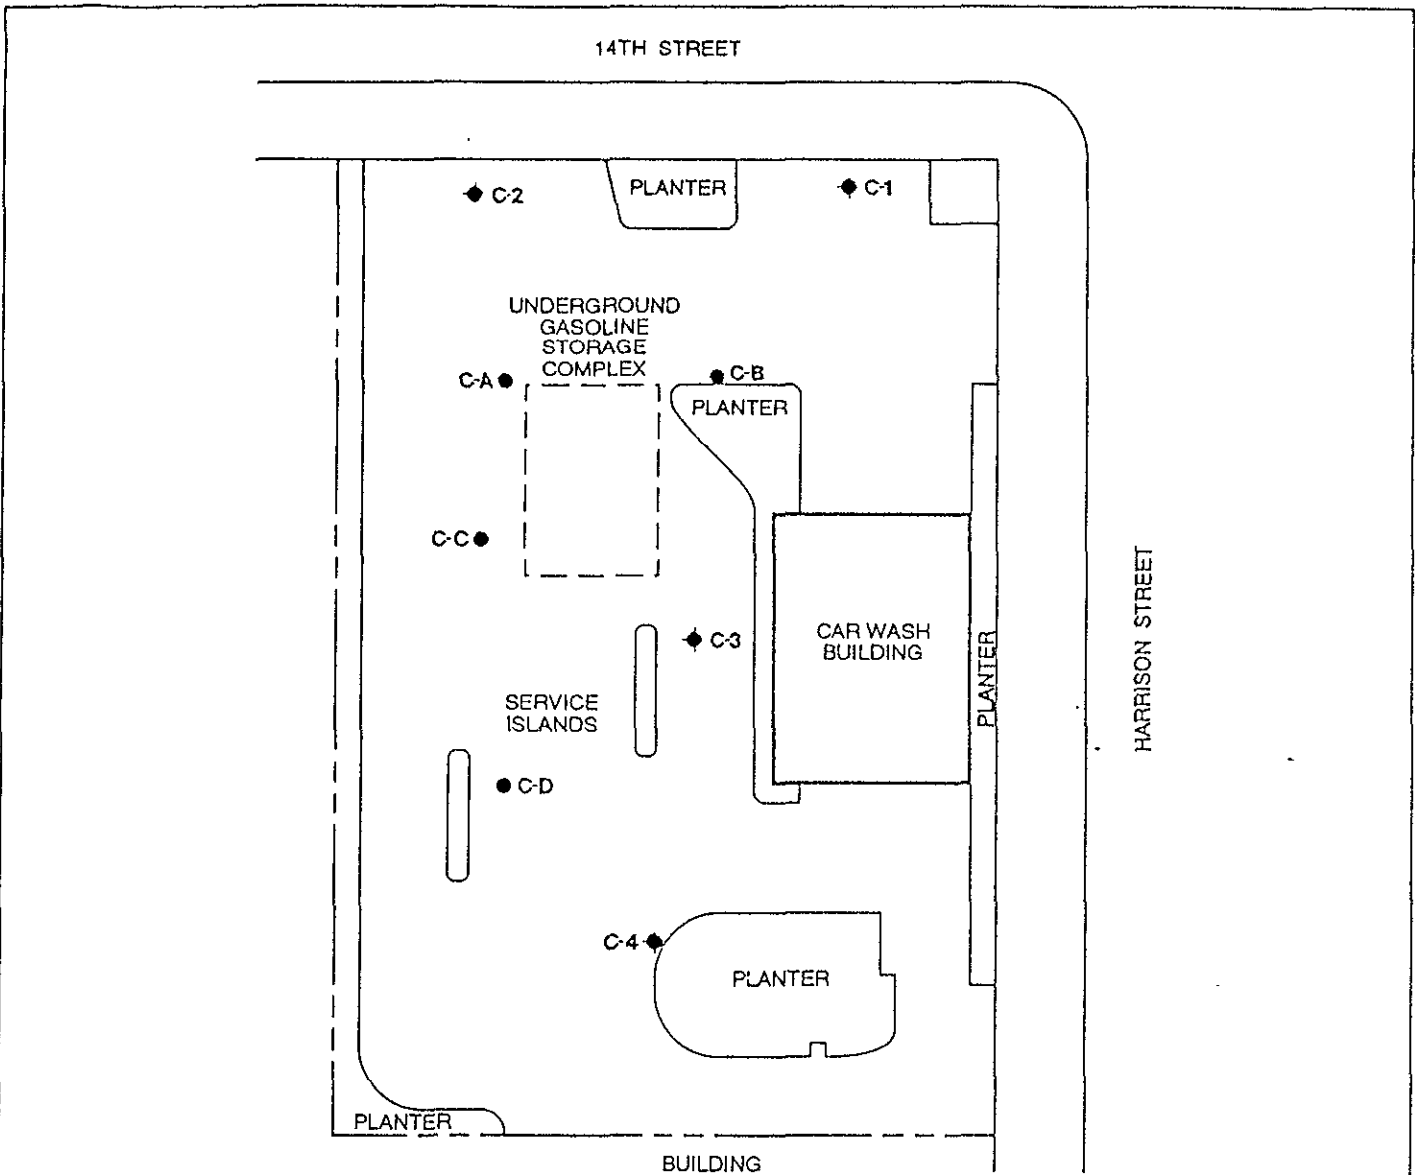 14TH STREET
C-2
PLANTER
C-1
UNDERGROUND
GASOLINE
STORAGE
COMPLEX
C-A
C-B
PLANTER
C-C
CAR WASH
BUILDING
C-3
PLANTER
HARRISON STREET
SERVICE
ISLANDS
C-D
C-4
PLANTER
PLANTER
BUILDING